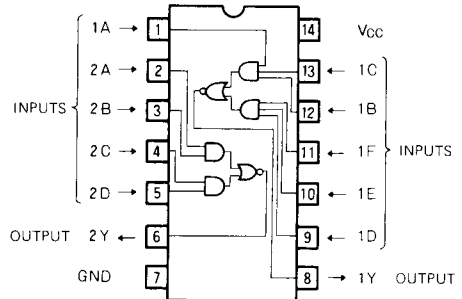 1A 1 14 Vcc
2A 2 13 1C
INPUTS 2B 3 12 1B
2C 4 11 1F INPUTS
2D 5 10 1E
OUTPUT 2Y 6 9 1D
GND 7 8 1Y OUTPUT